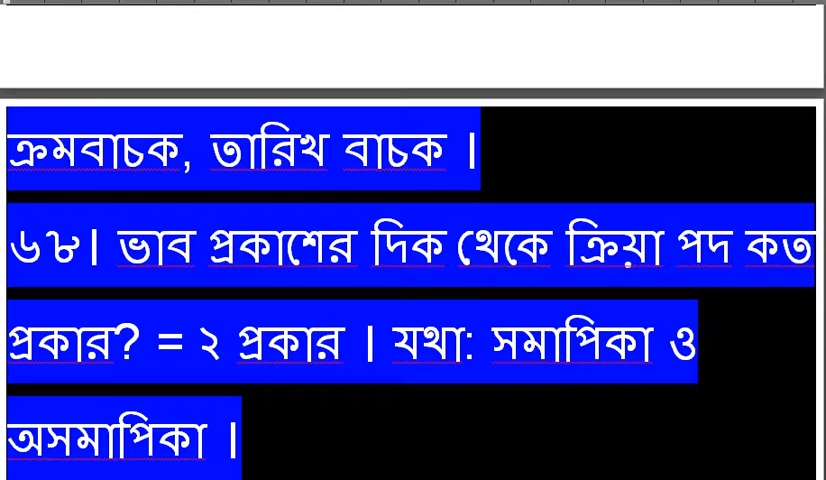 ক্রমবাচক, তারিখ বাচক ।
৬৮। ভাব প্রকাশের দিক থেকে ক্রিয়া পদ কত
প্রকার? = ২ প্রকার । যথা: সমাপিকা ও
অসমাপিকা ।